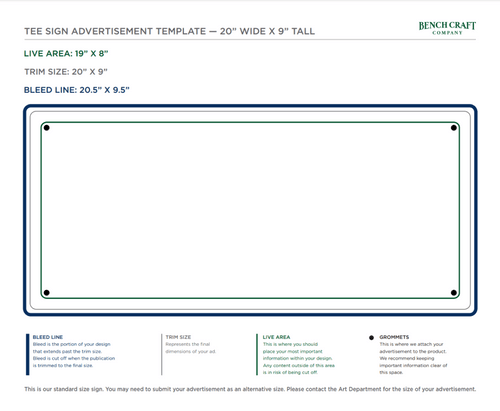 TEE SIGN ADVERTISEMENT TEMPLATE — 20" WIDE X 9" TALL
BENCH CRAFT
COMPANY
LIVE AREA: 19" X 8"
TRIM SIZE: 20" X 9"
BLEED LINE: 20.5" X 9.5"
BLEED LINE
Bleed is the portion of your design
that extends past the trim size.
Bleed is cut off when the publication
is trimmed to the final size.
TRIM SIZE
Represents the final
dimensions of your ad.
LIVE AREA
This is where you should
place your most important
information within your design.
Any content outside of this area
is in risk of being cut off.
GROMMETS
This is where we attach your
advertisement to the product.
We recommend keeping
important information clear of
this space.
This is our standard size sign. You may need to submit your advertisement as an alternative size. Please contact the Art Department for the size of your advertisement.